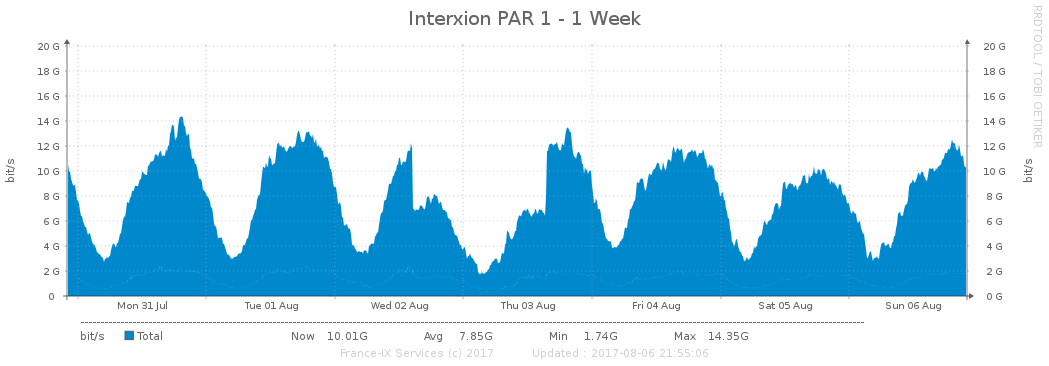 Interxion PAR 1 - 1 Week
RRDTOOL / TOBI OETIKER
bit/s
20 G 20 G
18 G 18 G
16 G 16 G
14 G 14 G
12 G 12 G
10 G 10 G
8 G 8 G
6 G 6 G
4 G 4 G
2 G 2 G
0 0 G
bit/s
Mon 31 Jul Tue 01 Aug Wed 02 Aug Thu 03 Aug Fri 04 Aug Sat 05 Aug Sun 06 Aug
bit/s Total Now 10.01G Avg 7.85G Min 1.74G Max 14.35G
France-IX Services (c) 2017 Updated : 2017-08-06 21:55:06